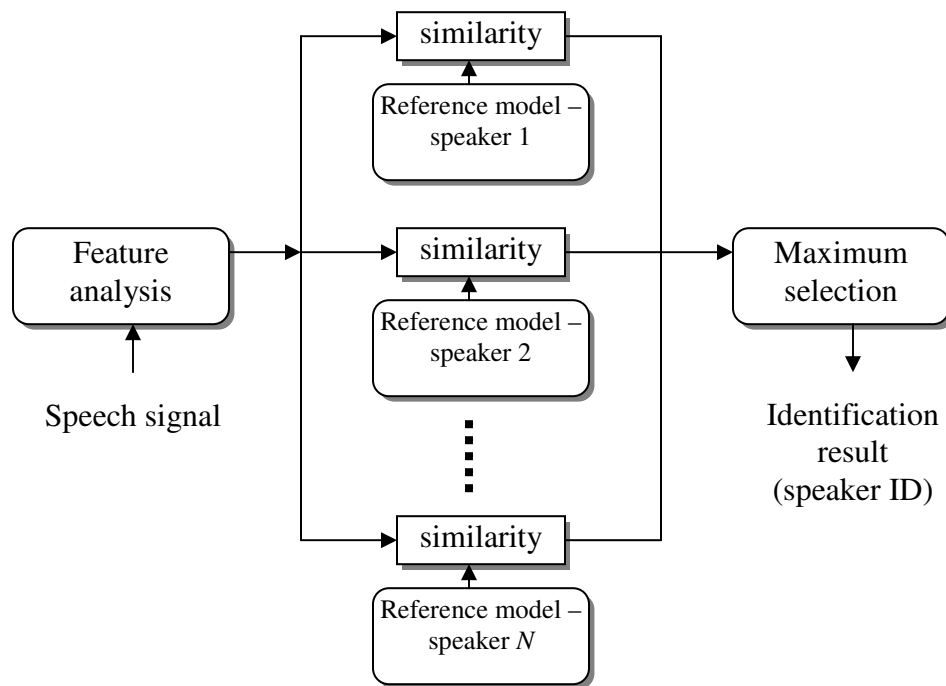 similarity
Reference model –
speaker 1
Feature
analysis
Speech signal
similarity
Reference model –
speaker 2
similarity
Reference model –
speaker N
Maximum
selection
Identification
result
(speaker ID)